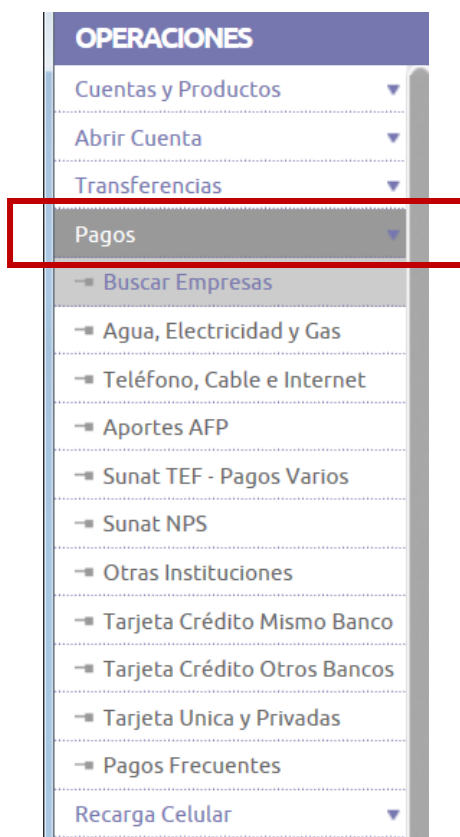 OPERACIONES
Cuentas y Productos
Abrir Cuenta
Transferencias
Pagos
Buscar Empresas
Agua, Electricidad y Gas
Teléfono, Cable e Internet
Aportes AFP
Sunat TEF - Pagos Varios
Sunat NPS
Otras Instituciones
Tarjeta Crédito Mismo Banco
Tarjeta Crédito Otros Bancos
Tarjeta Unica y Privadas
Pagos Frecuentes
Recarga Celular